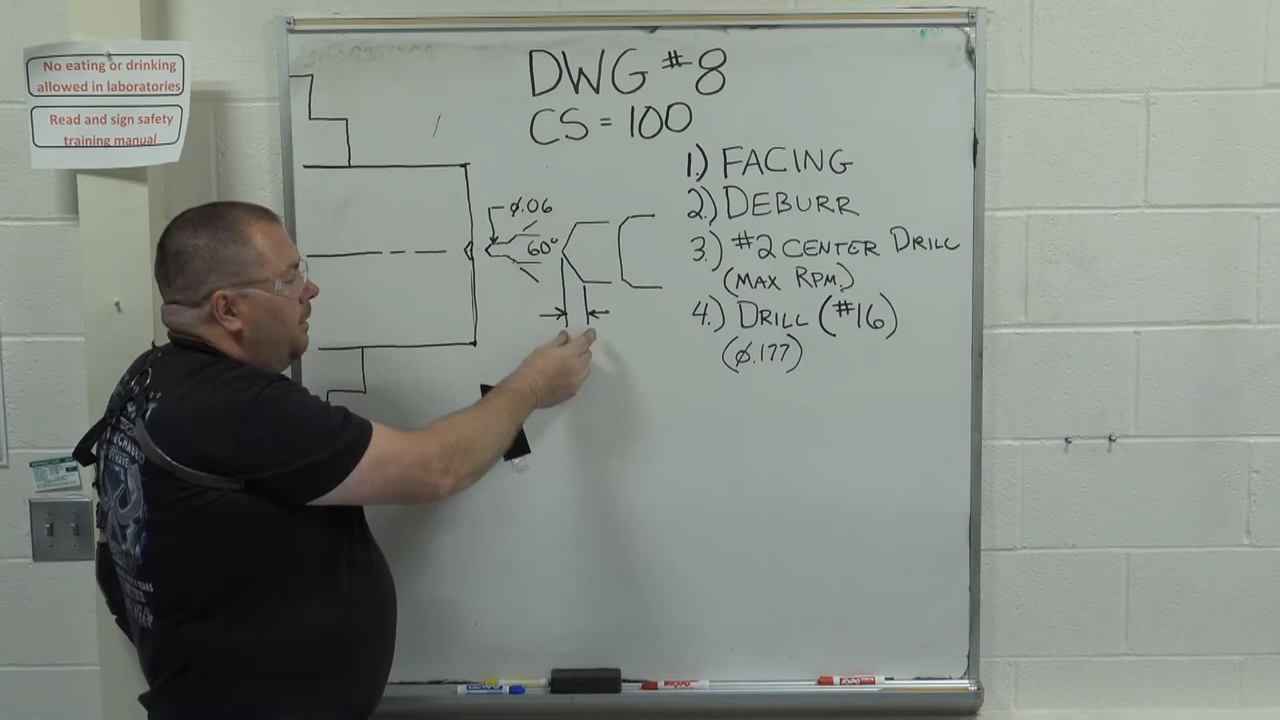 No eating or drinking
allowed in laboratories
Read and sign safety
training manual
DWG #8
CS = 100
1.) FACING
2.) DEBURR
3.) #2 CENTER DRILL
(MAX RPM.)
4.) DRILL (#16)
(Ø.177)
Ø.06
60°